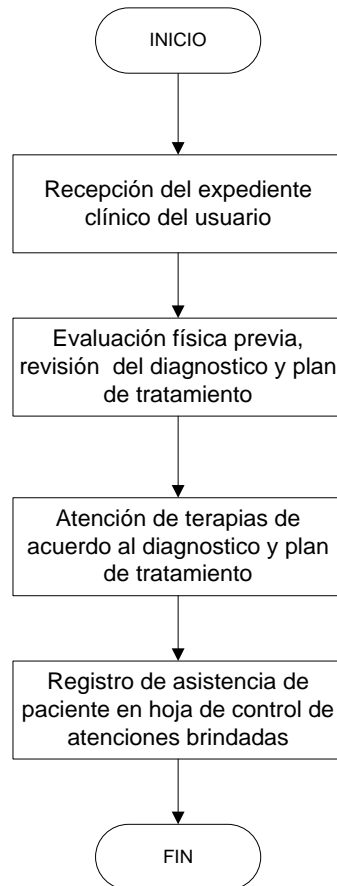 INICIO
Recepción del expediente
clínico del usuario
Evaluación física previa,
revisión  del diagnostico y plan
de tratamiento
Atención de terapias de
acuerdo al diagnostico y plan
de tratamiento
Registro de asistencia de
paciente en hoja de control de
atenciones brindadas
FIN